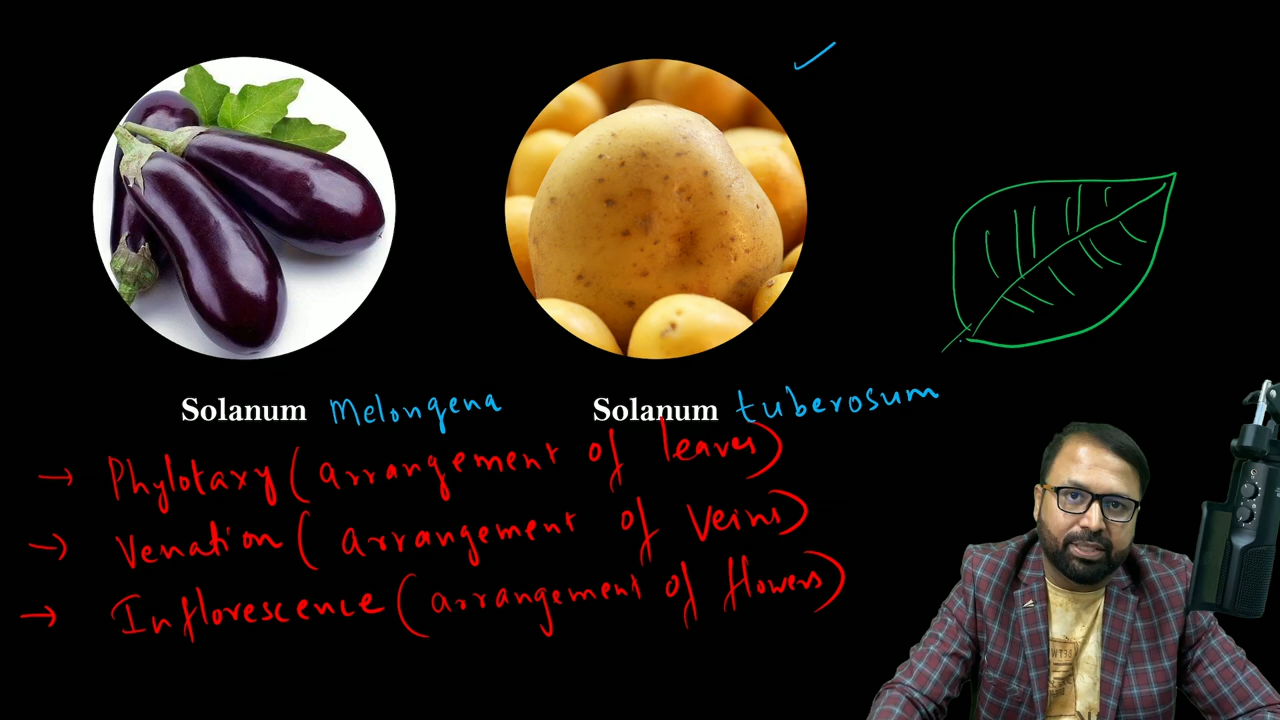 Solanum Melongena
Solanum tuberosum
→ Phylotaxy (arrangement of leaves)
→ Venation (arrangement of veins)
→ Inflorescence (arrangement of flowers)